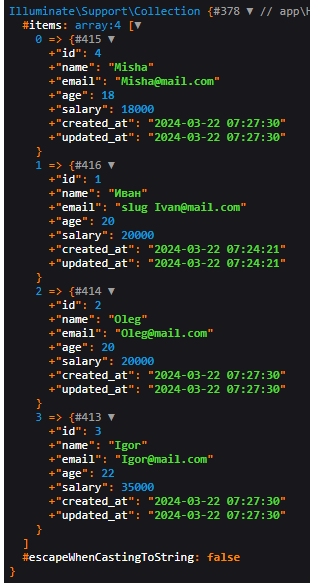 Illuminate\Support\Collection {#378 ▼ // app\H
#items: array:4 [▼
0 => {#415 ▼
+"id": 4
+"name": "Misha"
+"email": "Misha@mail.com"
+"age": 18
+"salary": 18000
+"created_at": "2024-03-22 07:27:30"
+"updated_at": "2024-03-22 07:27:30"
}
1 => {#416 ▼
+"id": 1
+"name": "Иван"
+"email": "slug Ivan@mail.com"
+"age": 20
+"salary": 20000
+"created_at": "2024-03-22 07:24:21"
+"updated_at": "2024-03-22 07:24:21"
}
2 => {#414 ▼
+"id": 2
+"name": "Oleg"
+"email": "Oleg@mail.com"
+"age": 20
+"salary": 20000
+"created_at": "2024-03-22 07:27:30"
+"updated_at": "2024-03-22 07:27:30"
}
3 => {#413 ▼
+"id": 3
+"name": "Igor"
+"email": "Igor@mail.com"
+"age": 22
+"salary": 35000
+"created_at": "2024-03-22 07:27:30"
+"updated_at": "2024-03-22 07:27:30"
}
]
#escapeWhenCastingToString: false
}